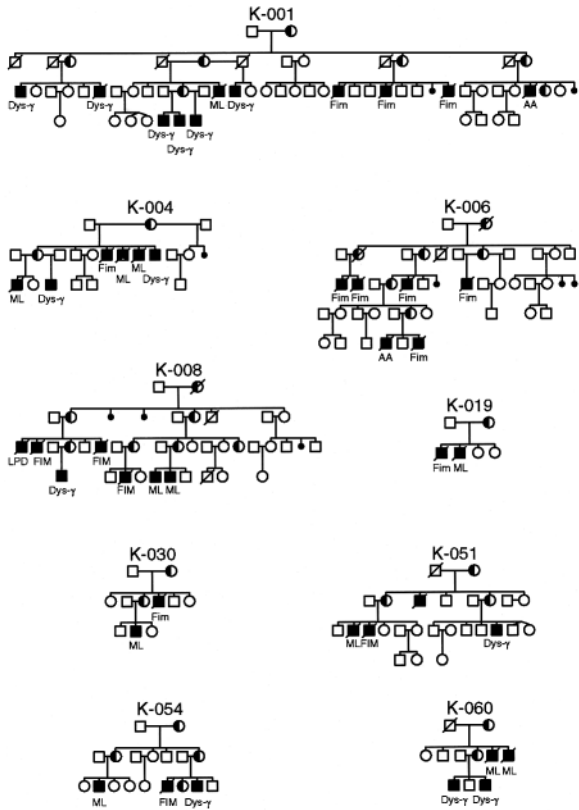 K-001
Dys-γ Dys-γ ML Dys-γ Fim Fim Fim AA
Dys-γ Dys-γ
Dys-γ
K-004
Fim ML
ML Dys-γ
ML Dys-γ
K-006
Fim Fim Fim Fim
AA Fim
K-008
LPD FIM FIM
Dys-γ FIM ML ML
K-019
Fim ML
K-030
Fim
ML
K-051
ML FIM Dys-γ
K-054
ML FIM Dys-γ
K-060
ML ML
Dys-γ Dys-γ